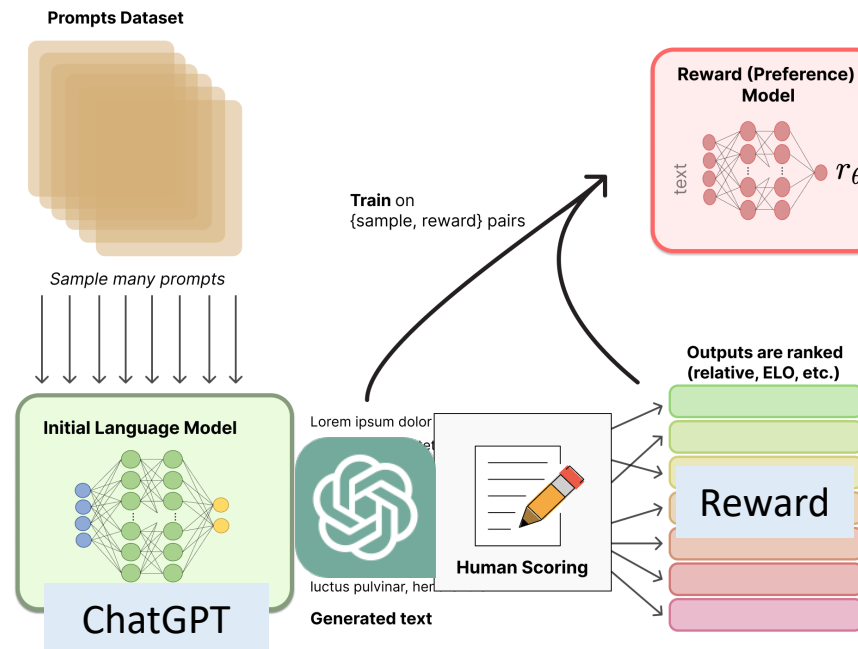 Prompts Dataset
Reward (Preference)
Model
text
rθ
Train on
{sample, reward} pairs
Sample many prompts
Outputs are ranked
(relative, ELO, etc.)
Initial Language Model
Lorem ipsum dolor
Reward
Human Scoring
luctus pulvinar, her
ChatGPT
Generated text